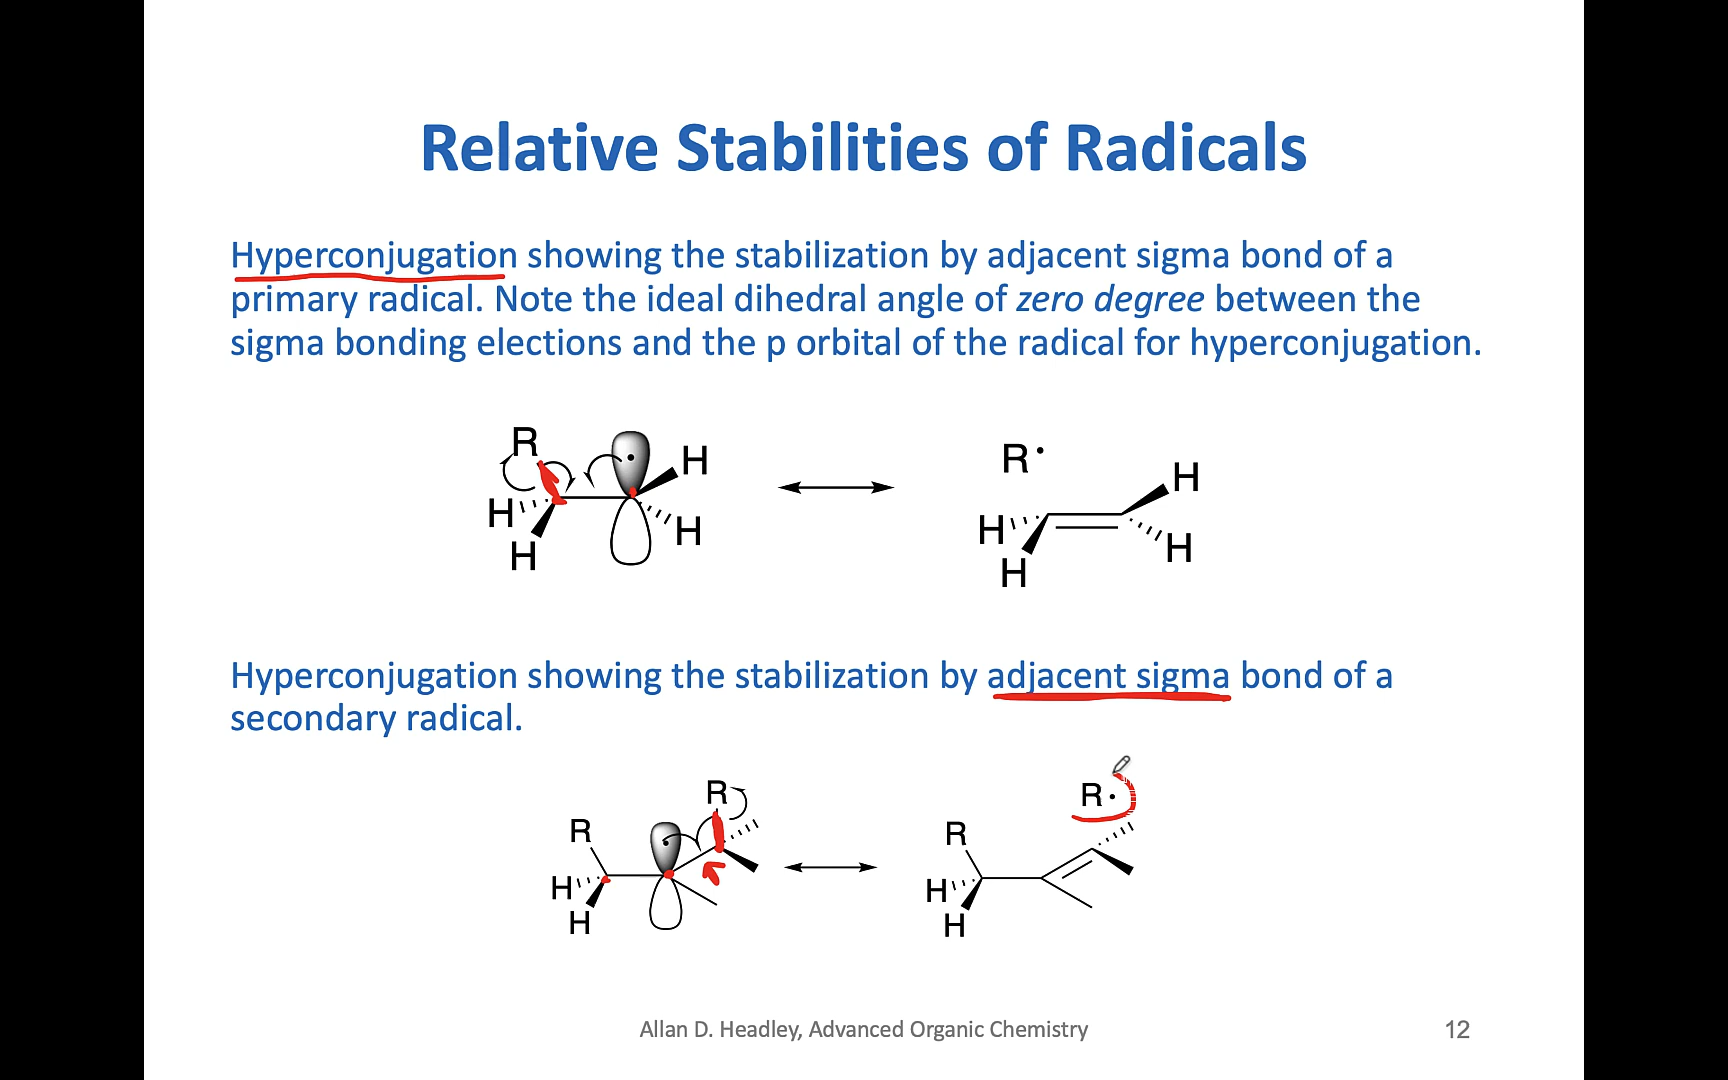 Relative Stabilities of Radicals
Hyperconjugation showing the stabilization by adjacent sigma bond of a
primary radical. Note the ideal dihedral angle of zero degree between the
sigma bonding elections and the p orbital of the radical for hyperconjugation.
R H R• H
H H H H
H H
Hyperconjugation showing the stabilization by adjacent sigma bond of a
secondary radical.
R R R R•
H H
H H
Allan D. Headley, Advanced Organic Chemistry 12